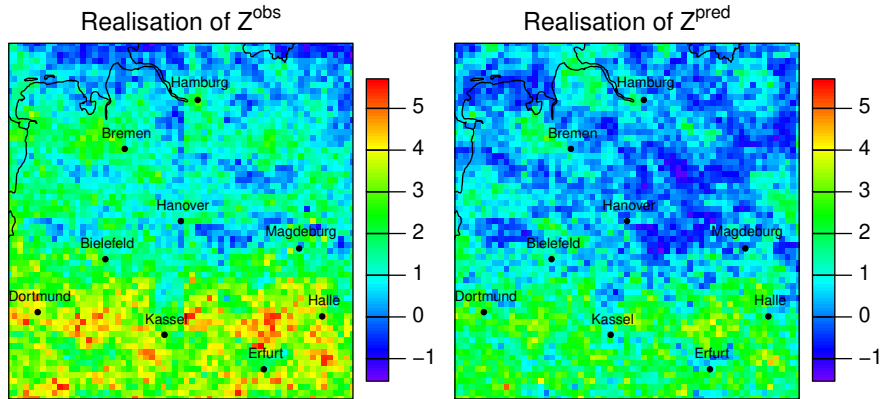 Realisation of Z^obs
Hamburg
Bremen
Hanover
Magdeburg
Bielefeld
Dortmund
Halle
Kassel
Erfurt
5
4
3
2
1
0
−1
Realisation of Z^pred
Hamburg
Bremen
Hanover
Magdeburg
Bielefeld
Dortmund
Halle
Kassel
Erfurt
5
4
3
2
1
0
−1